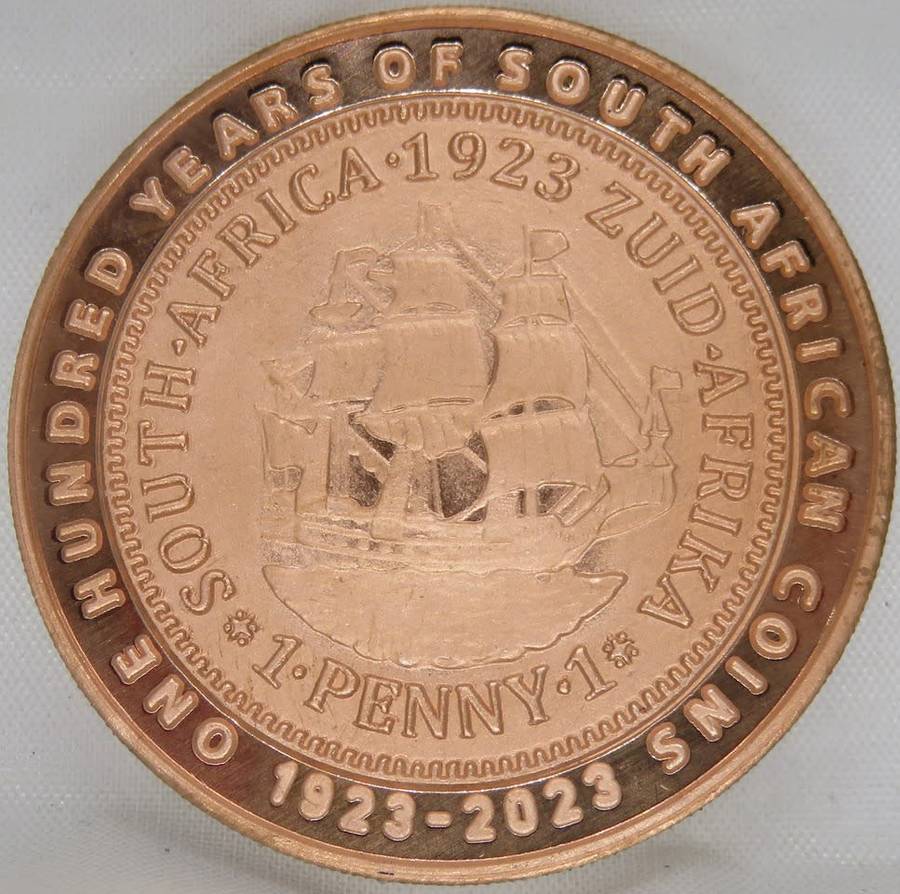 ONE HUNDRED YEARS OF SOUTH AFRICAN COINS
1923-2023
SOUTH·AFRICA·1923 ZUID·AFRIKA
1·PENNY·1